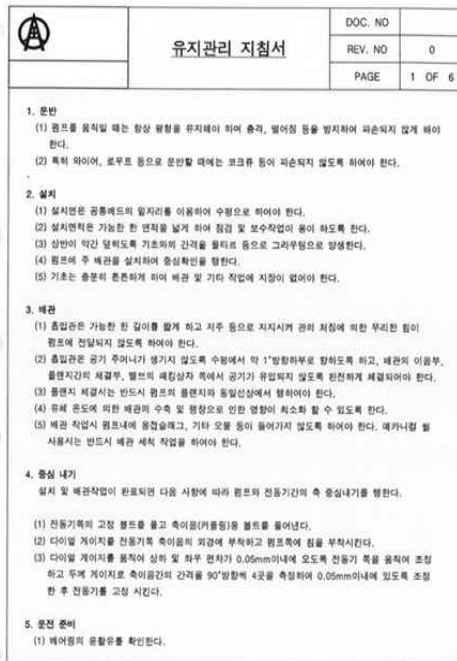 유지관리 지침서
DOC. NO
REV. NO 0
PAGE 1 OF 6
1. 운반
(1) 펌프를 움직일 때는 항상 평형을 유지해야 하며 충격, 떨어짐 등을 방지하여 파손되지 않게 해야
한다.
(2) 특히 와이어, 로우프 등으로 운반할 때에는 코크류 등이 파손되지 않도록 하여야 한다.
2. 설치
(1) 설치면은 공통베드의 밑자리를 이용하여 수평으로 하여야 한다.
(2) 설치면적은 가능한 한 면적을 넓게 하여 점검 및 보수작업이 용이 하도록 한다.
(3) 상반이 약간 덮히도록 기초와의 간격을 몰타르 등으로 그라우팅으로 양생한다.
(4) 펌프에 주 배관을 설치하여 중심확인을 행한다.
(5) 기초는 충분히 튼튼하게 하여 배관 및 기타 작업에 지장이 없어야 한다.
3. 배관
(1) 흡입관은 가능한 한 길이를 짧게 하고 지주 등으로 지지시켜 관의 처짐에 의한 무리한 힘이
펌프에 전달되지 않도록 하여야 한다.
(2) 흡입관은 공기 주머니가 생기지 않도록 수평에서 약 1°방향하부로 향하도록 하고, 배관의 이음부,
플랜지간의 체결부, 밸브의 패킹상자 쪽에서 공기가 유입되지 않도록 완전하게 체결되어야 한다.
(3) 플랜지 체결시는 반드시 펌프의 플랜지와 동일선상에서 행하여야 한다.
(4) 유체 온도에 의한 배관의 수축 및 팽창으로 인한 영향이 최소화 할 수 있도록 한다.
(5) 배관 작업시 펌프내에 용접슬래그, 기타 오물 등이 들어가지 않도록 하여야 한다. 메카니컬 씰
사용시는 반드시 배관 세척 작업을 하여야 한다.
4. 중심 내기
설치 및 배관작업이 완료되면 다음 사항에 따라 펌프와 전동기간의 축 중심내기를 행한다.
(1) 전동기쪽의 고정 볼트를 풀고 축이음(커플링)용 볼트를 풀어낸다.
(2) 다이얼 게이지를 전동기쪽 축이음의 외경에 부착하고 펌프쪽에 침을 부착시킨다.
(3) 다이얼 게이지를 움직여 상하 및 좌우 편차가 0.05mm이내에 오도록 전동기 쪽을 움직여 조정
하고 두께 게이지로 축이음간의 간격을 90°방향씩 4곳을 측정하여 0.05mm이내에 있도록 조정
한 후 전동기를 고정 시킨다.
5. 운전 준비
(1) 베어링의 윤활유를 확인한다.